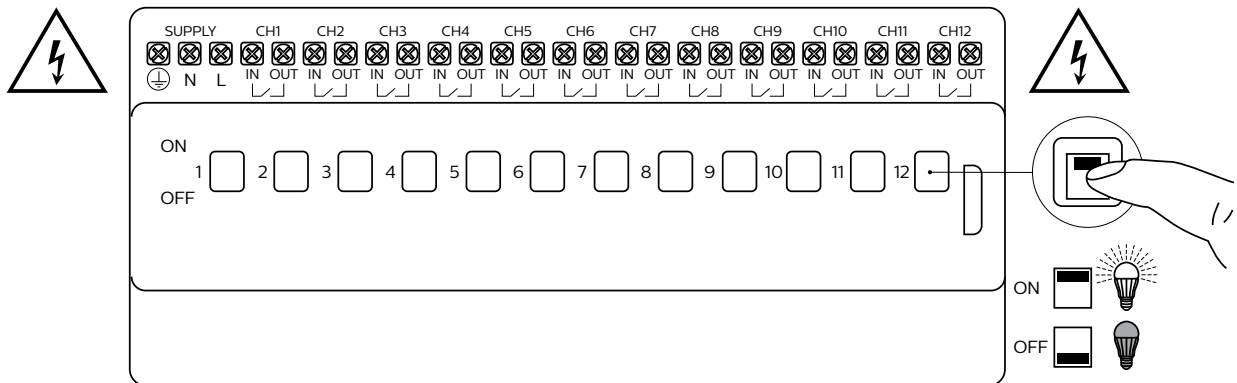 SUPPLY CH1 CH2 CH3 CH4 CH5 CH6 CH7 CH8 CH9 CH10 CH11 CH12
N L IN OUT IN OUT IN OUT IN OUT IN OUT IN OUT IN OUT IN OUT IN OUT IN OUT IN OUT IN OUT
ON
1 2 3 4 5 6 7 8 9 10 11 12
OFF
ON
OFF